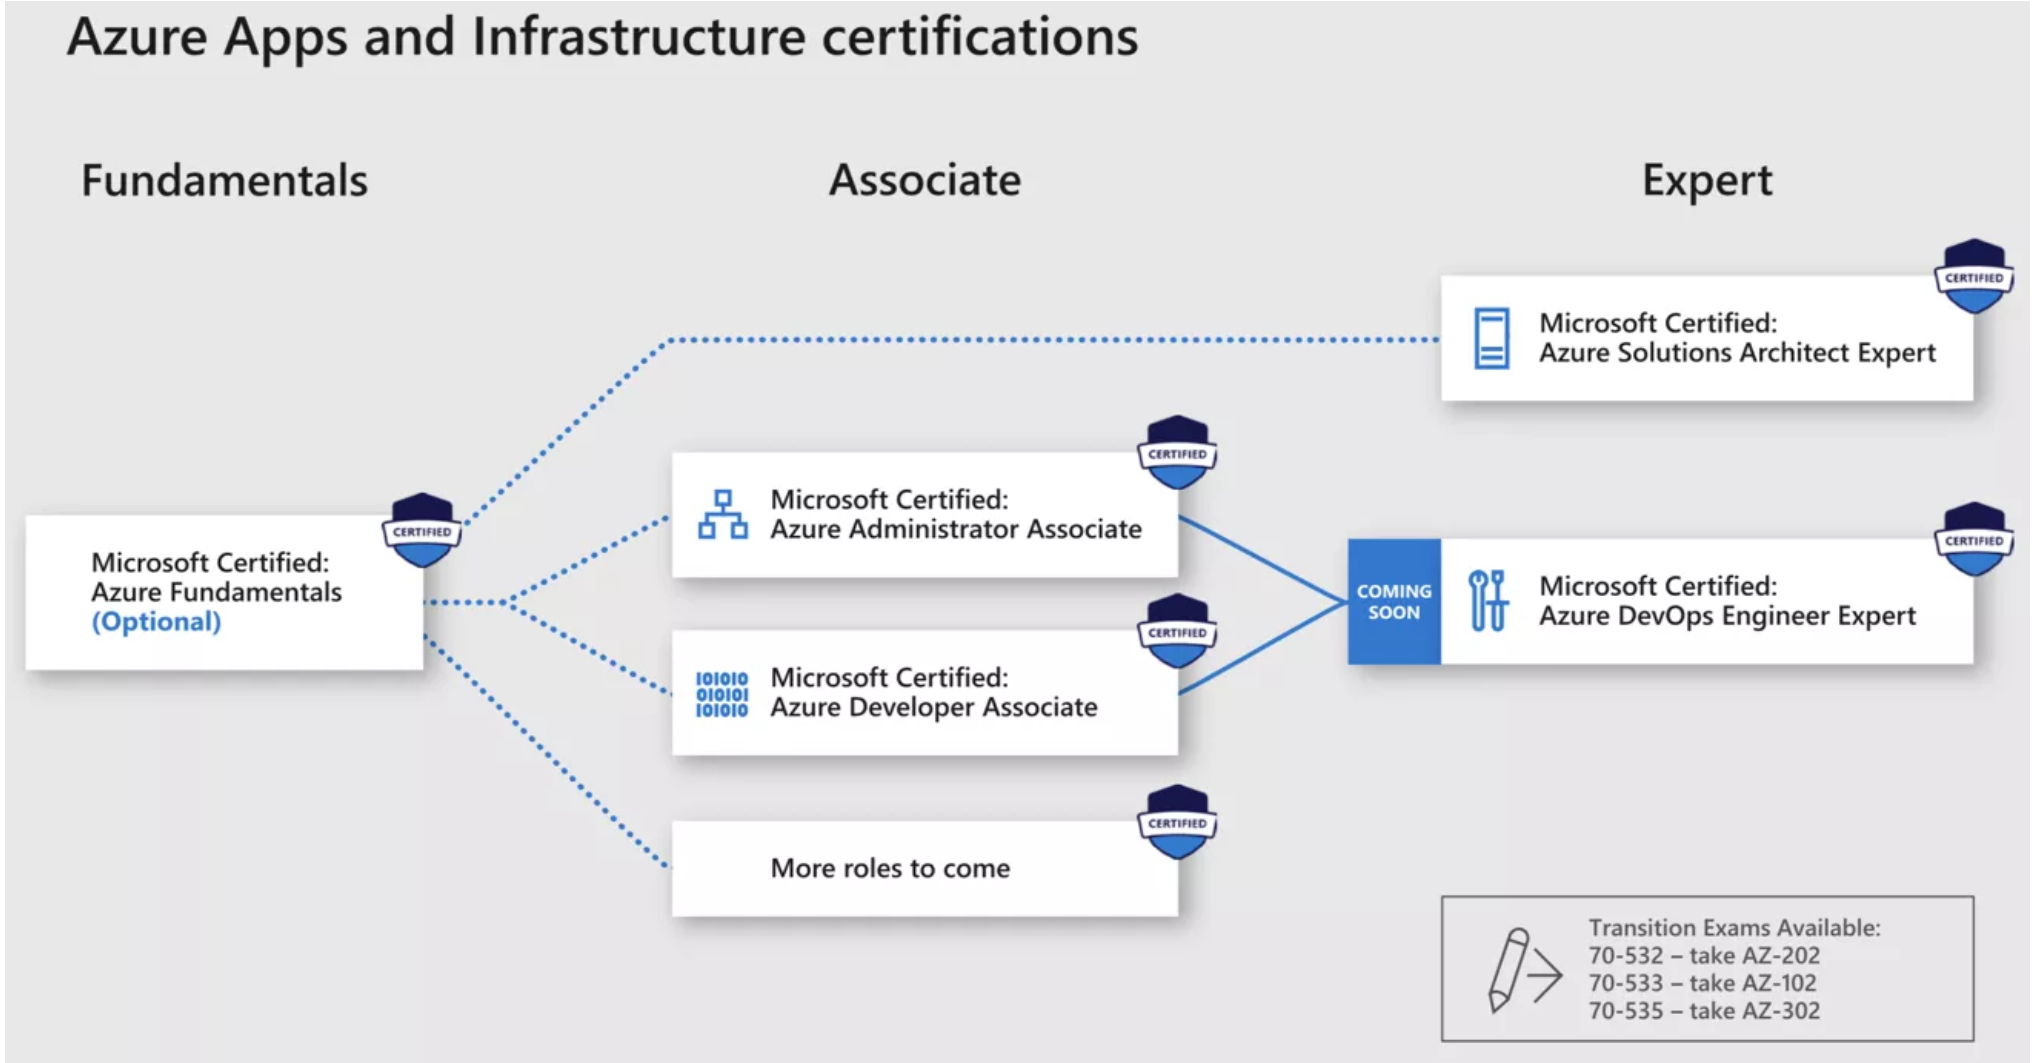 Azure Apps and Infrastructure certifications
Fundamentals
Associate
Expert
CERTIFIED
Microsoft Certified:
Azure Solutions Architect Expert
CERTIFIED
Microsoft Certified:
Azure Administrator Associate
CERTIFIED
Microsoft Certified:
Azure Fundamentals
(Optional)
CERTIFIED
COMING
SOON
Microsoft Certified:
Azure DevOps Engineer Expert
CERTIFIED
101010
010101
101010
Microsoft Certified:
Azure Developer Associate
CERTIFIED
More roles to come
Transition Exams Available:
70-532 – take AZ-202
70-533 – take AZ-102
70-535 – take AZ-302